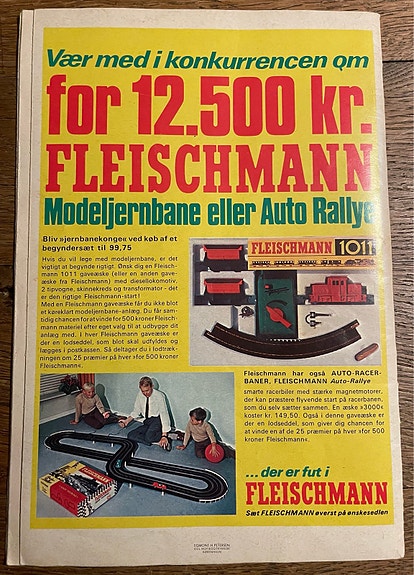 Vær med i konkurrencen om
for 12.500 kr.
FLEISCHMANN
Modeljernbane eller Auto Rallye
Bliv »jernbanekonge« ved køb af et
begyndersæt til 99,75
Hvis du vil lege med modeljernbane, er det
vigtigt at begynde rigtigt. Ønsk dig en Fleisch-
mann 1011 gaveæske (eller en anden gave-
æske fra Fleischmann) med diesellokomotiv,
2 tipvogne, skinnekreds og transformator - det
er den rigtige Fleischmann-start!
Med en Fleischmann gaveæske får du ikke blot
et køreklart modeljernbane-anlæg. Du får sam-
tidig chancen for at vinde for 500 kroner Fleisch-
mann materiel efter eget valg til at udbygge dit
anlæg med. I hver Fleischmann gaveæske er
der en lodseddel, som blot skal udfyldes og
lægges i postkassen. Så deltager du i lodtræk-
ningen om 25 præmier på hver »for 500 kroner
Fleischmann«.
FLEISCHMANN 1011
Fleischmann har også AUTO-RACER-
BANER, FLEISCHMANN Auto-Rallye
smarte racerbiler med stærke magnetmotorer,
der kan præstere flyvende start på racerbanen,
som du selv sætter sammen. En æske »3000«
koster kr. 149,50. Også i denne gaveæske er
der en lodseddel, som giver dig chancen for
at vinde en af de 25 præmier på hver »for 500
kroner Fleischmann«.
...der er fut i
FLEISCHMANN
Sæt FLEISCHMANN øverst på ønskesedlen